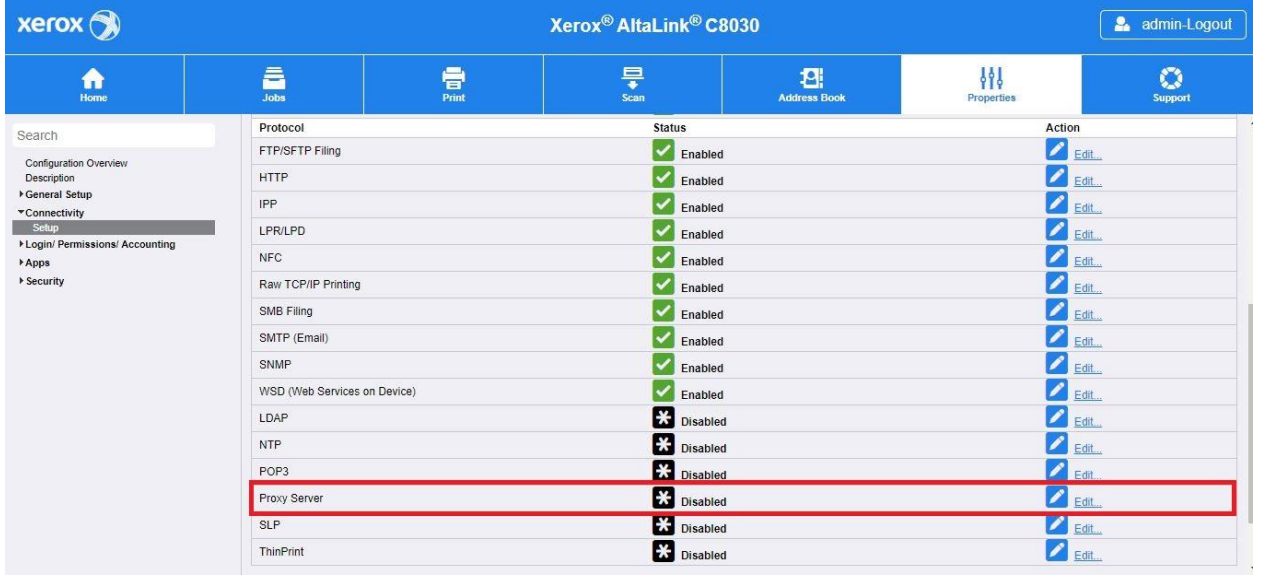 xerox
Xerox® AltaLink® C8030
admin-Logout
Home
Jobs
Print
Scan
Address Book
Properties
Support
Search
Configuration Overview
Description
General Setup
Connectivity
Setup
Login/ Permissions/ Accounting
Apps
Security
Protocol Status Action
FTP/SFTP Filing Enabled Edit...
HTTP Enabled Edit...
IPP Enabled Edit...
LPR/LPD Enabled Edit...
NFC Enabled Edit...
Raw TCP/IP Printing Enabled Edit...
SMB Filing Enabled Edit...
SMTP (Email) Enabled Edit...
SNMP Enabled Edit...
WSD (Web Services on Device) Enabled Edit...
LDAP Disabled Edit...
NTP Disabled Edit...
POP3 Disabled Edit...
Proxy Server Disabled Edit...
SLP Disabled Edit...
ThinPrint Disabled Edit...